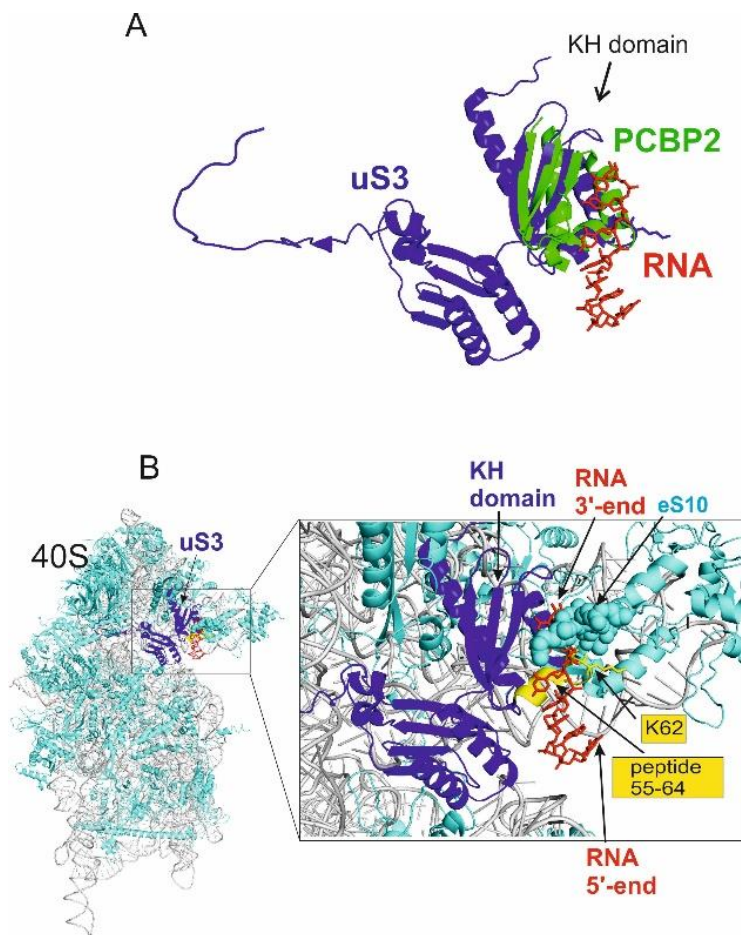 A
KH domain
PCBP2
uS3
RNA
B
40S
uS3
KH
domain
RNA
3'-end
eS10
K62
peptide
55-64
RNA
5'-end